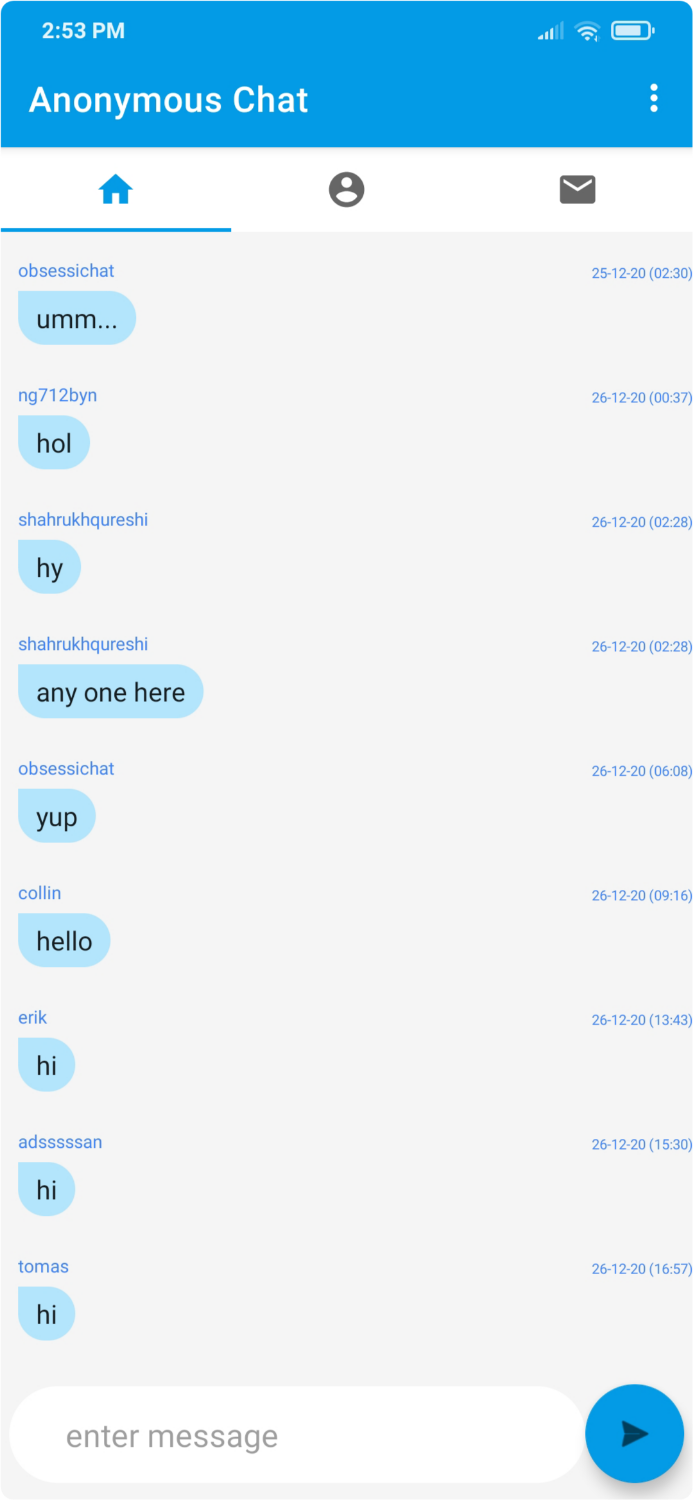 2:53 PM
Anonymous Chat
obsessichat 25-12-20 (02:30)
umm...
ng712byn 26-12-20 (00:37)
hol
shahrukhqureshi 26-12-20 (02:28)
hy
shahrukhqureshi 26-12-20 (02:28)
any one here
obsessichat 26-12-20 (06:08)
yup
collin 26-12-20 (09:16)
hello
erik 26-12-20 (13:43)
hi
adsssssan 26-12-20 (15:30)
hi
tomas 26-12-20 (16:57)
hi
enter message